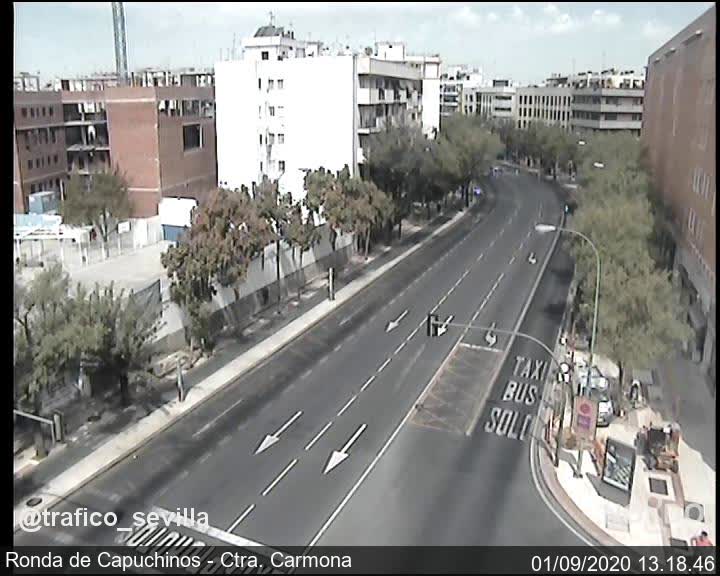 TAXI
BUS
SOLO
@trafico_sevilla
Ronda de Capuchinos - Ctra. Carmona
01/09/2020 13.18.46